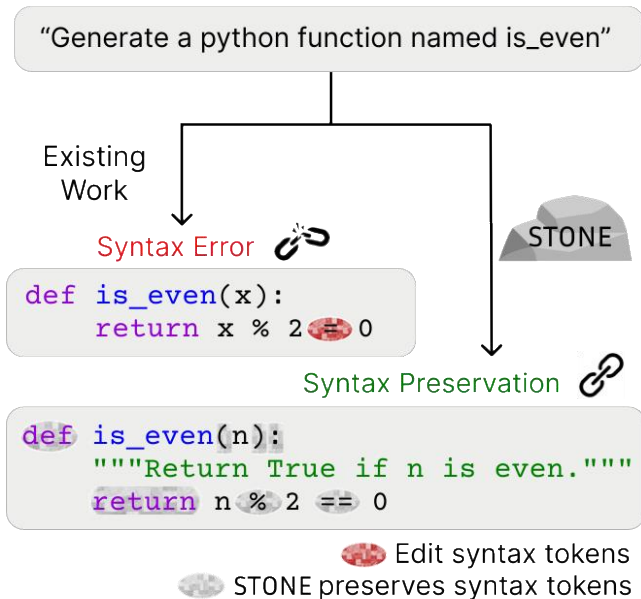 “Generate a python function named is_even”
Existing
Work
STONE
Syntax Error
def is_even(x):
    return x % 2 = 0
Syntax Preservation
def is_even(n):
    """Return True if n is even."""
    return n % 2 == 0
Edit syntax tokens
STONE preserves syntax tokens